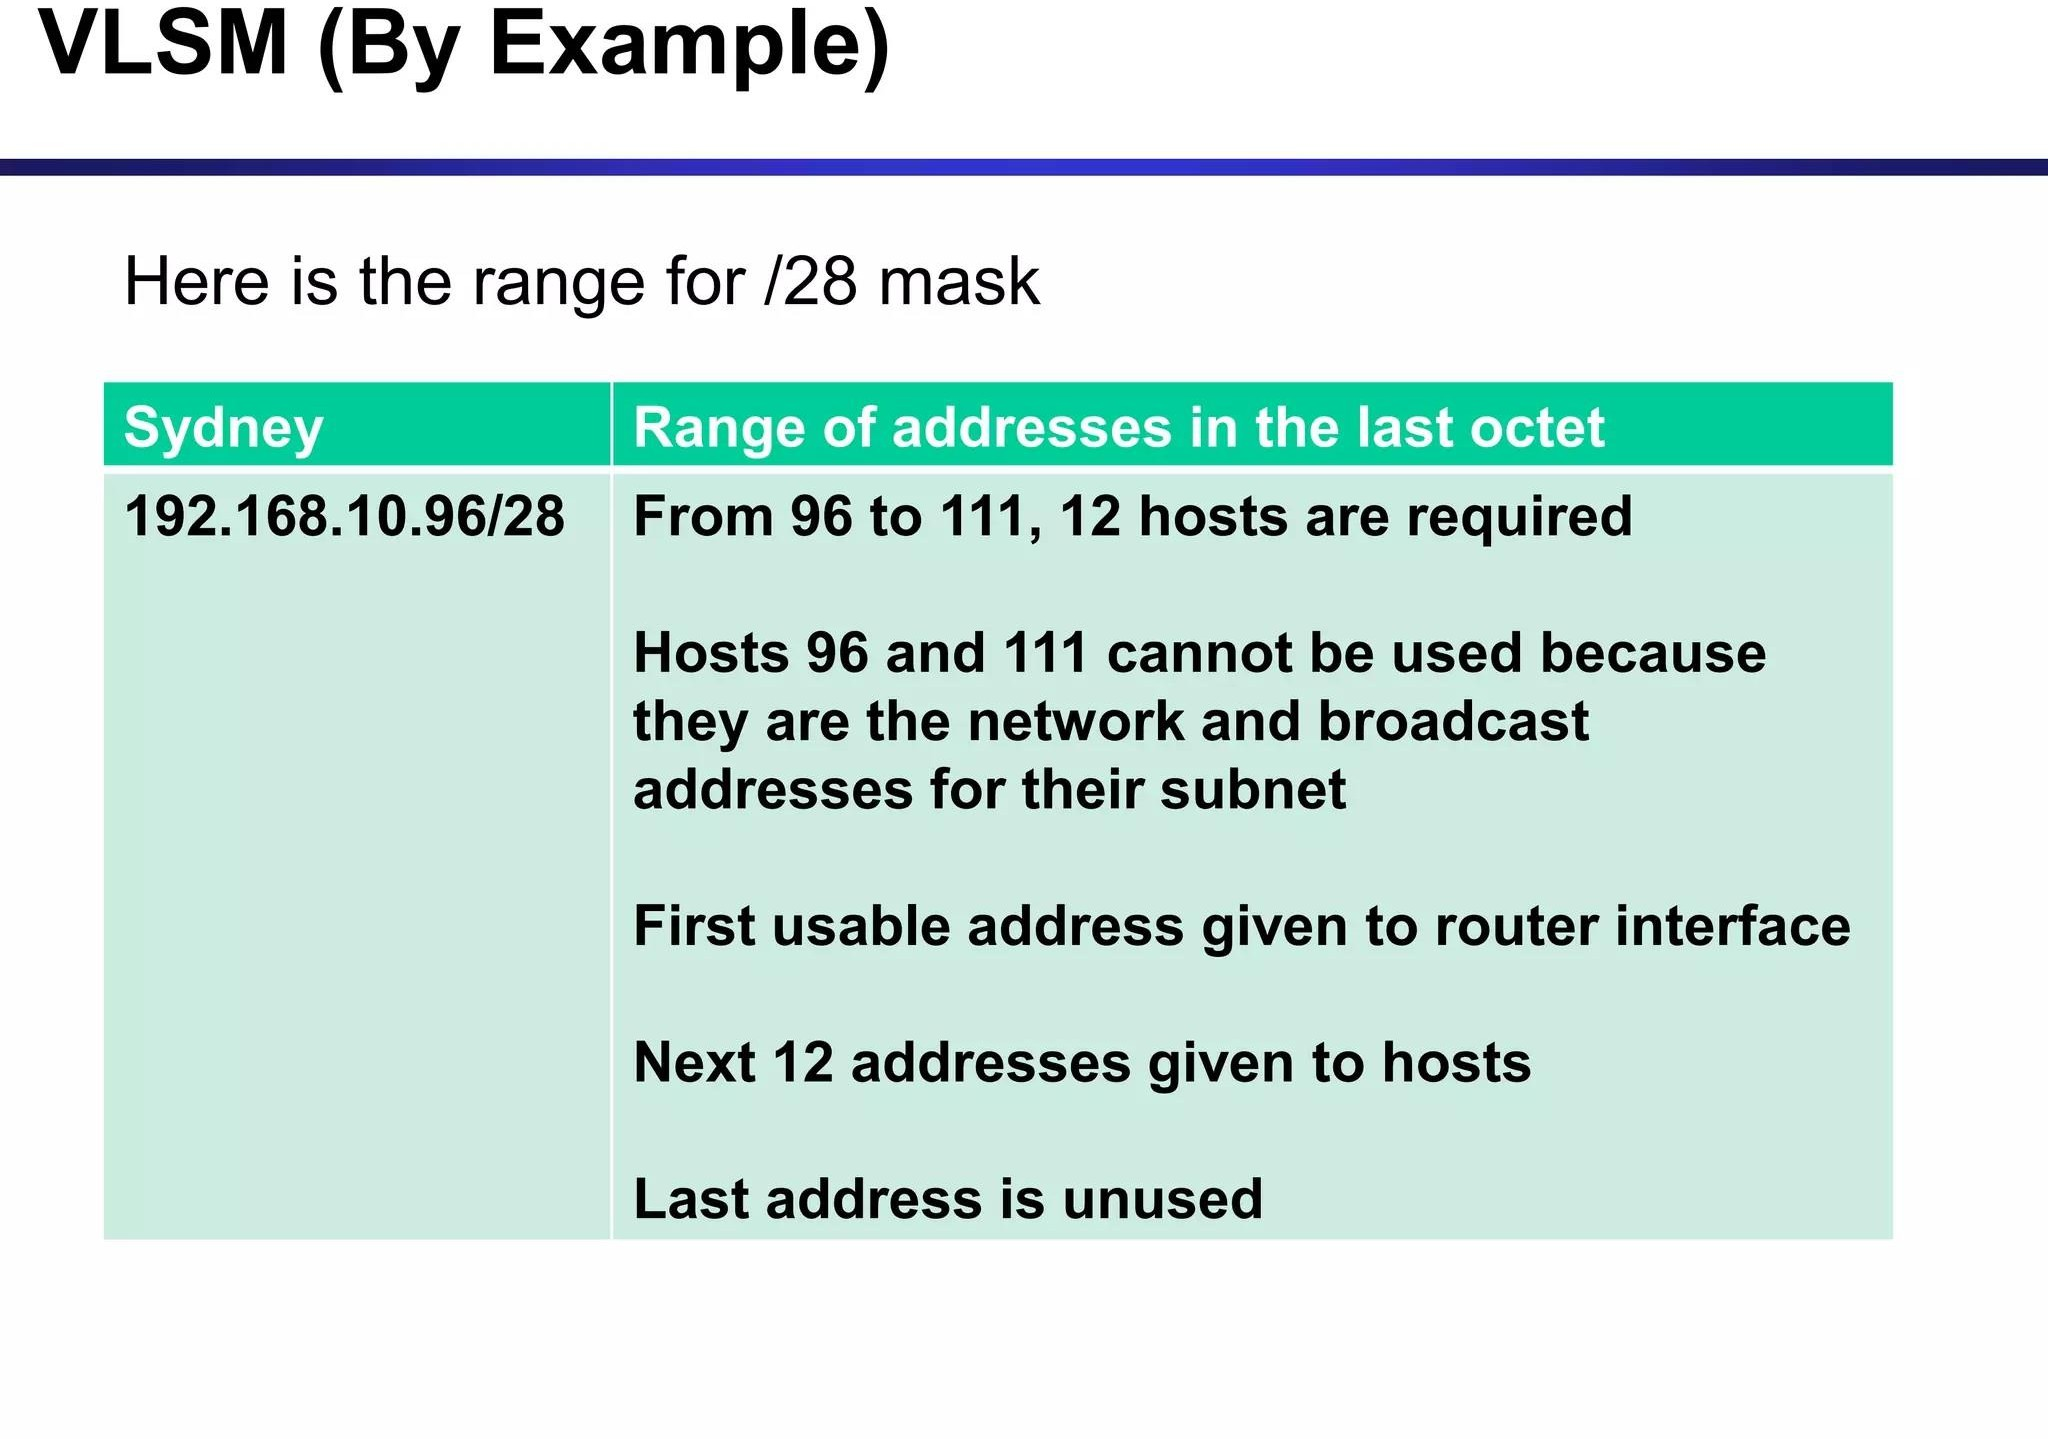 VLSM (By Example)
Here is the range for /28 mask
Sydney
Range of addresses in the last octet
192.168.10.96/28
From 96 to 111, 12 hosts are required
Hosts 96 and 111 cannot be used because
they are the network and broadcast
addresses for their subnet
First usable address given to router interface
Next 12 addresses given to hosts
Last address is unused